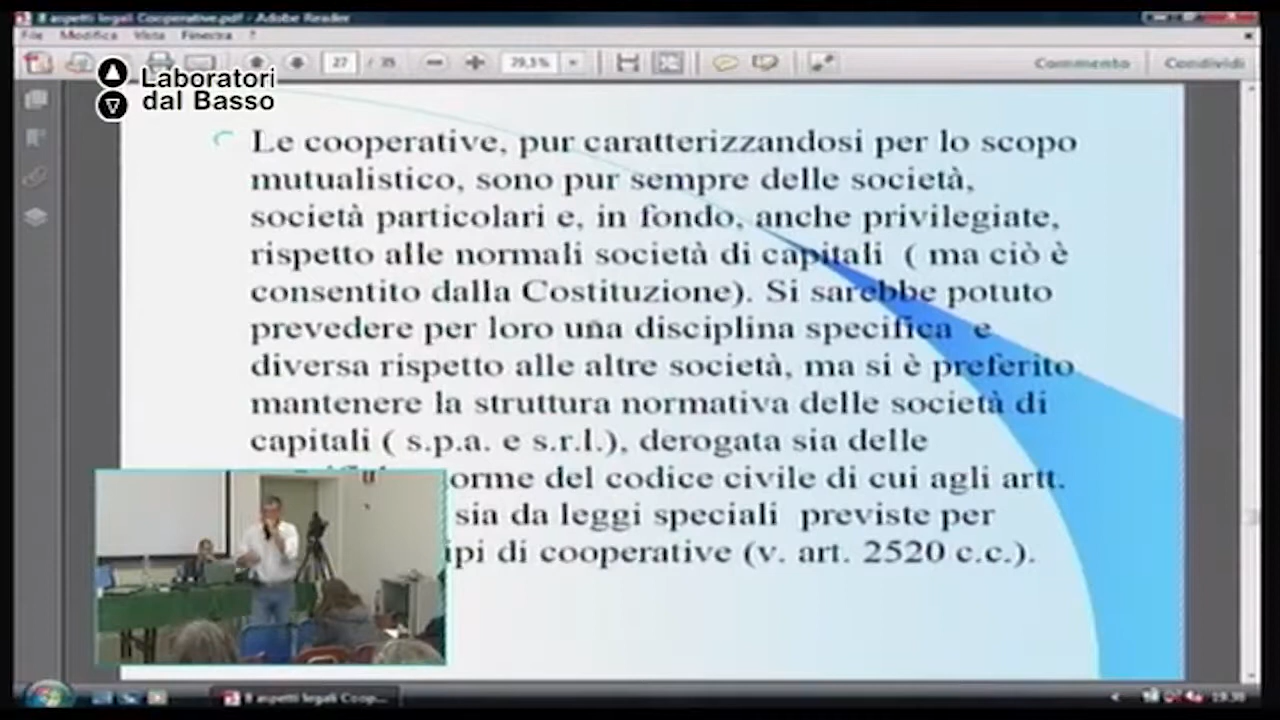 8 aspetti legali Cooperative.pdf - Adobe Reader
File Modifica Vista Finestra ?
27 / 35 79,5% Commento Condividi
Laboratori
dal Basso
Le cooperative, pur caratterizzandosi per lo scopo
mutualistico, sono pur sempre delle società,
società particolari e, in fondo, anche privilegiate,
rispetto alle normali società di capitali ( ma ciò è
consentito dalla Costituzione). Si sarebbe potuto
prevedere per loro una disciplina specifica e
diversa rispetto alle altre società, ma si è preferito
mantenere la struttura normativa delle società di
capitali ( s.p.a. e s.r.l.), derogata sia delle
orme del codice civile di cui agli artt.
sia da leggi speciali previste per
ipi di cooperative (v. art. 2520 c.c.).
8 aspetti legali Coop...